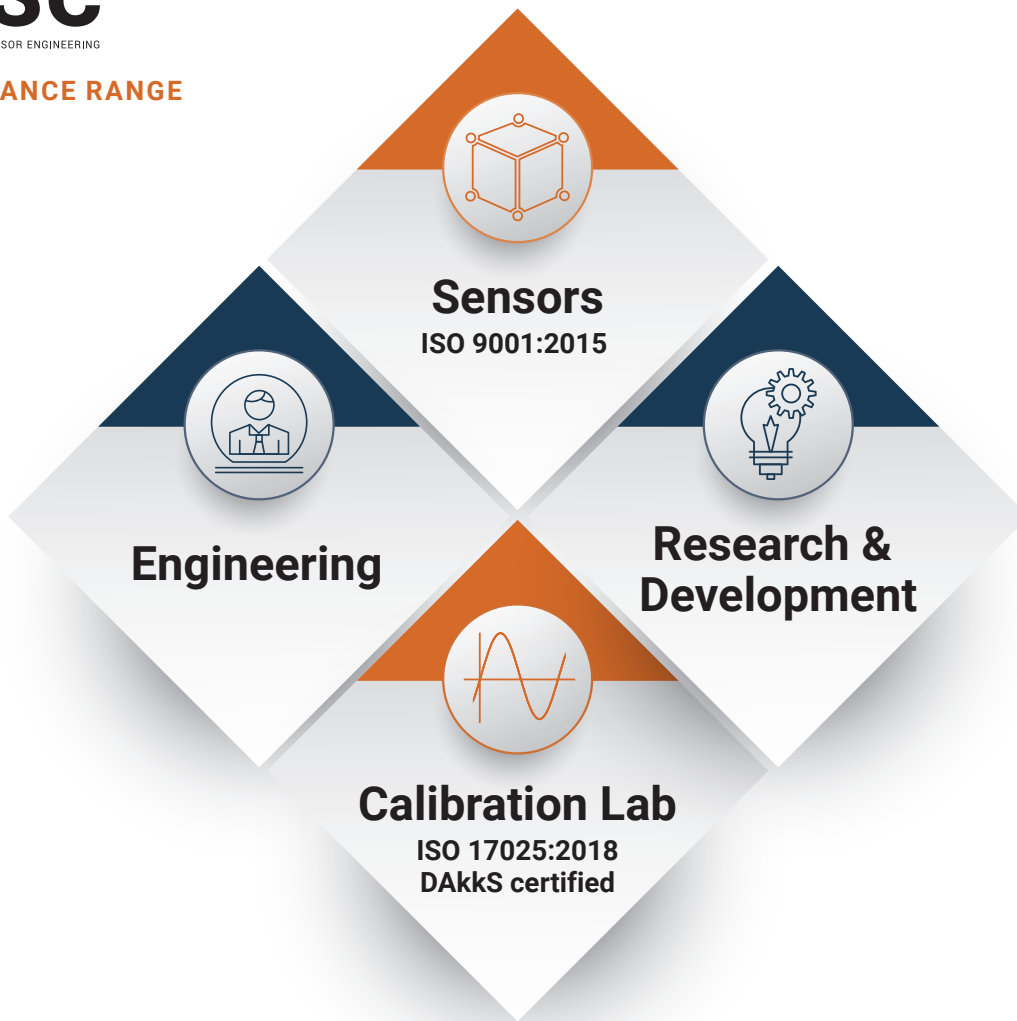 SOR ENGINEERING
ANCE RANGE
Sensors
ISO 9001:2015
Engineering
Research &
Development
Calibration Lab
ISO 17025:2018
DAkkS certified